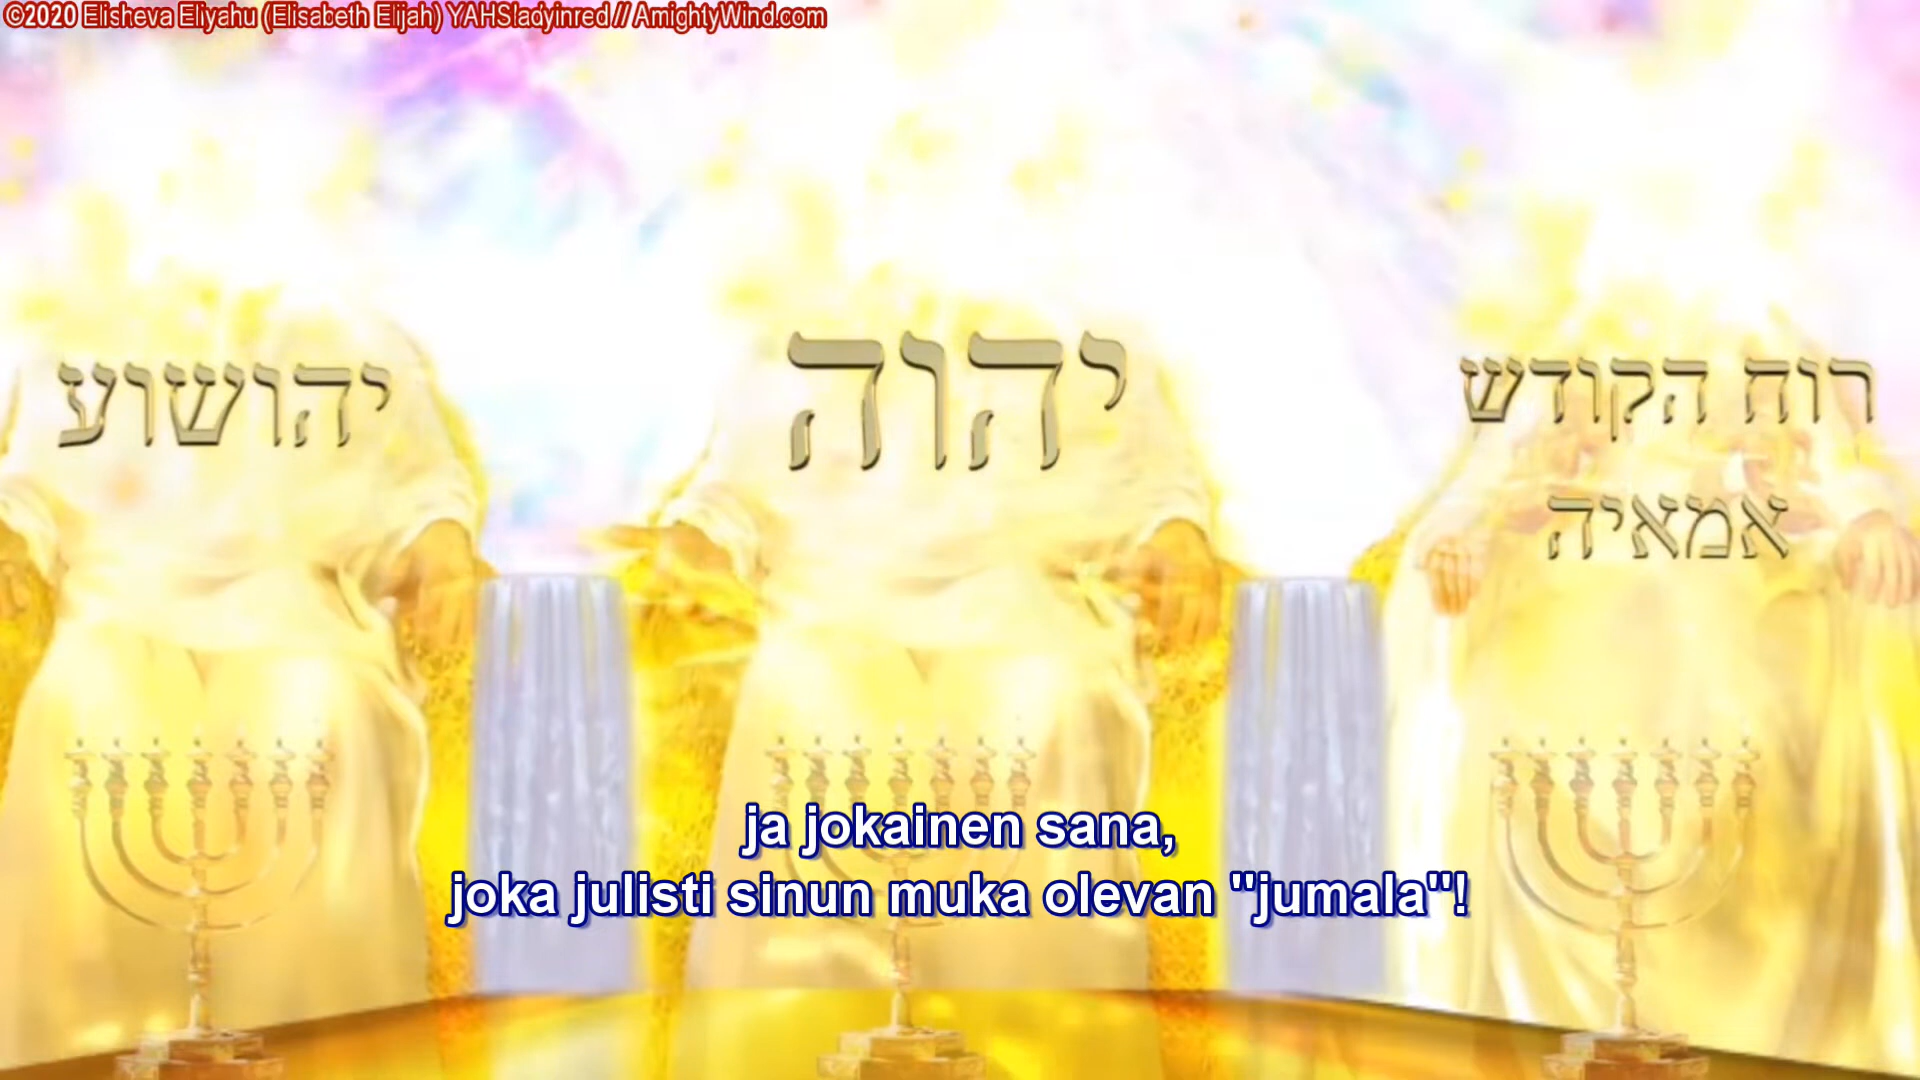 ©2020 Elisheva Eliyahu (Elisabeth Elijah) YAHSladyinred // AmightyWind.com
יהושוע
יהוה
רוח הקודש
אמאיה
ja jokainen sana,
joka julisti sinun muka olevan "jumala"!